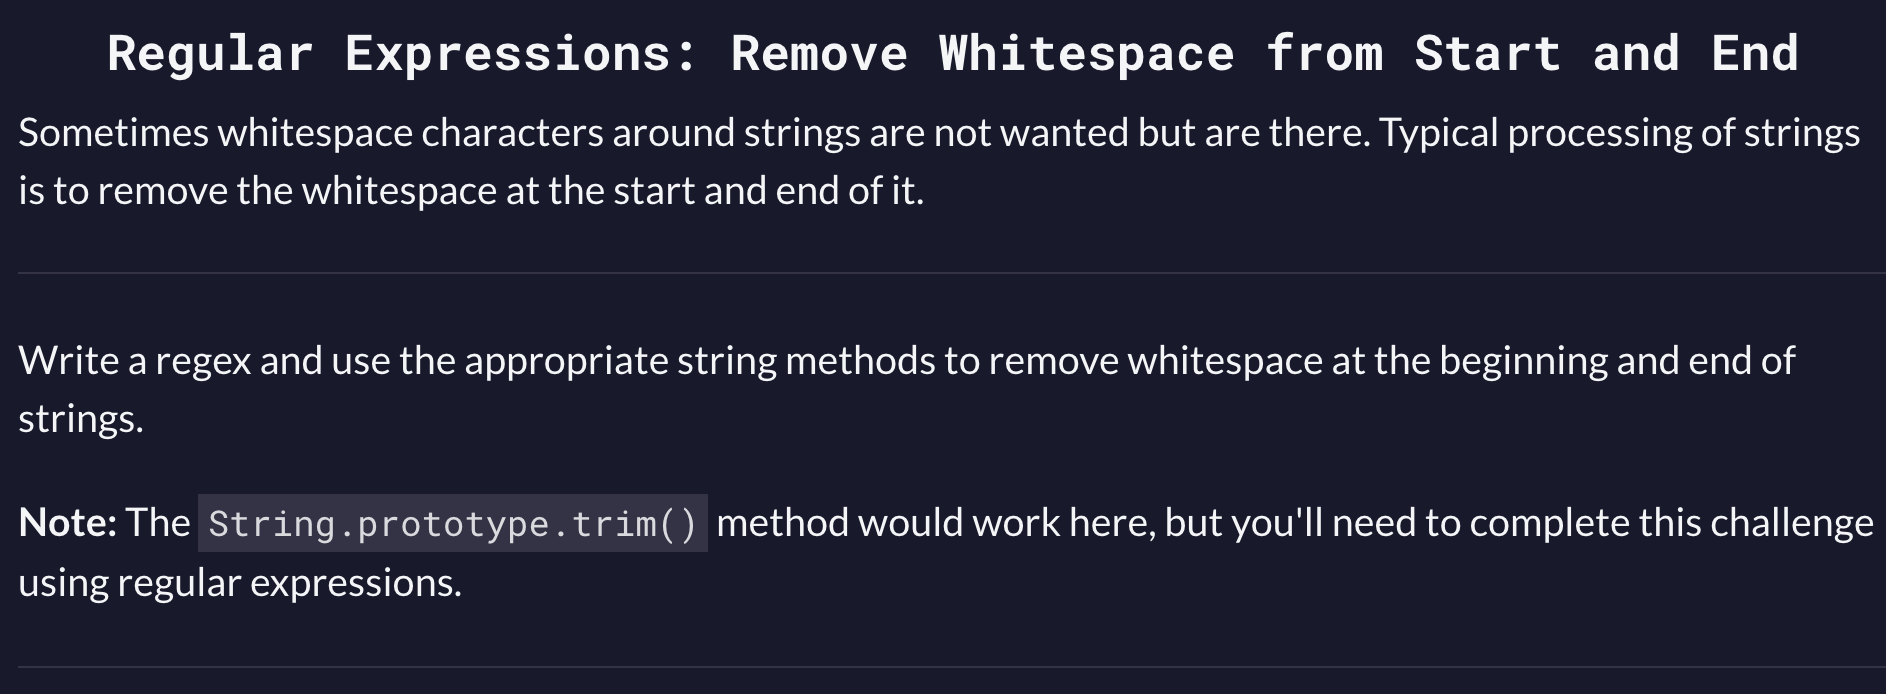 Regular Expressions: Remove Whitespace from Start and End
Sometimes whitespace characters around strings are not wanted but are there. Typical processing of strings
is to remove the whitespace at the start and end of it.
Write a regex and use the appropriate string methods to remove whitespace at the beginning and end of
strings.
Note: The String.prototype.trim() method would work here, but you'll need to complete this challenge
using regular expressions.